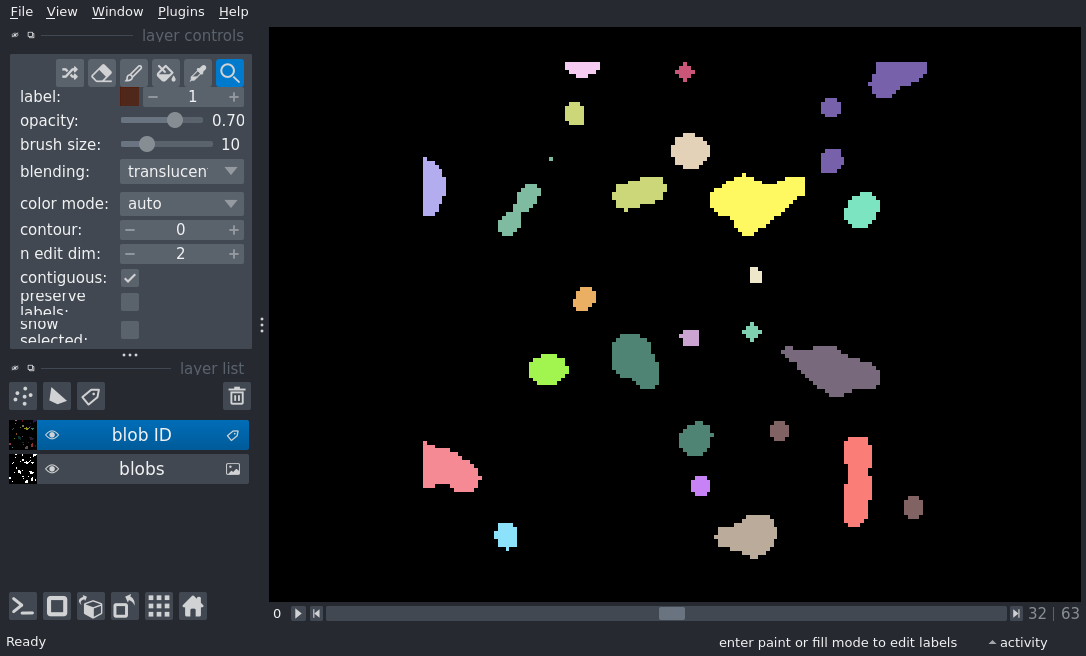 File View Window Plugins Help
layer controls
label: 1
opacity: 0.70
brush size: 10
blending: translucen
color mode: auto
contour: 0
n edit dim: 2
contiguous:
preserve
labels:
show
selected:
layer list
blob ID
blobs
0 32 | 63
Ready enter paint or fill mode to edit labels activity